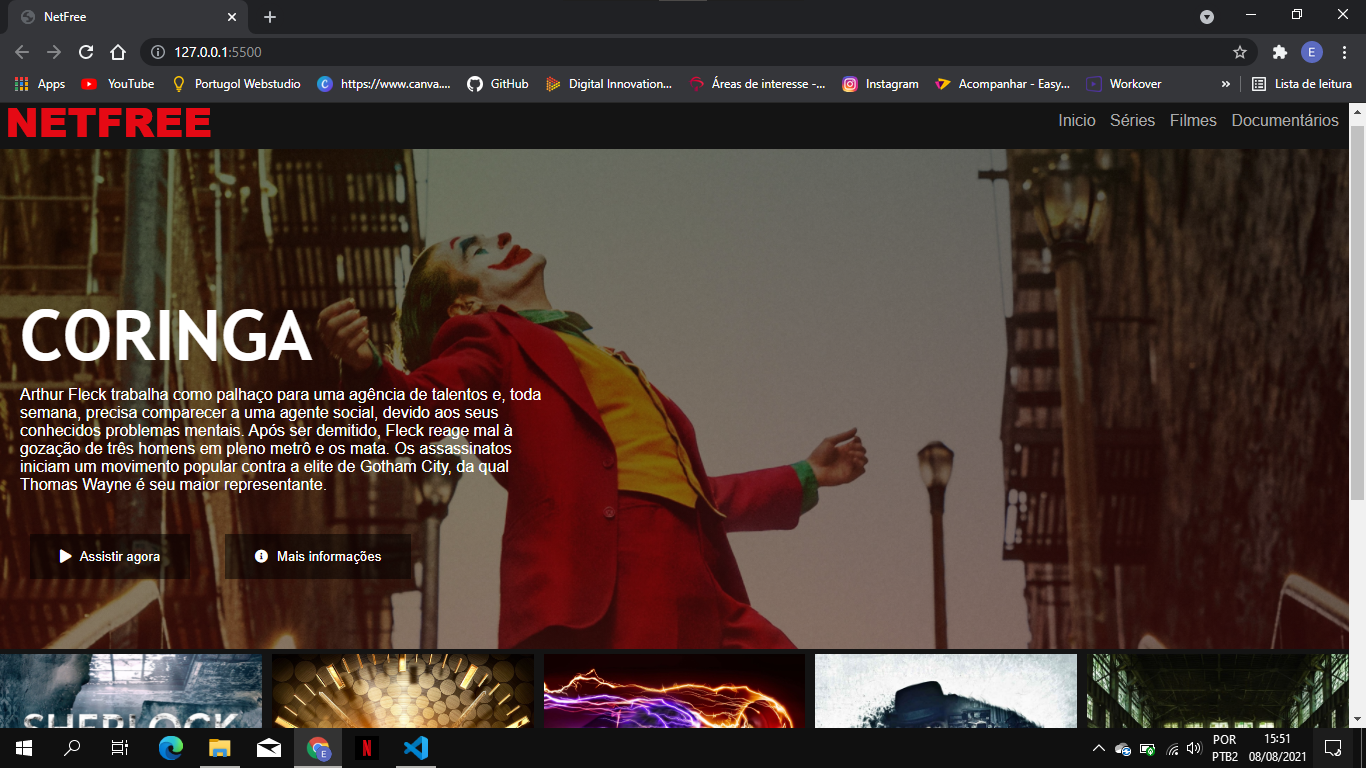 NetFree
127.0.0.1:5500
Apps YouTube Portugol Webstudio https://www.canva.... GitHub Digital Innovation... Áreas de interesse -... Instagram Acompanhar - Easy... Workover » Lista de leitura
NETFREE
Inicio Séries Filmes Documentários
CORINGA
Arthur Fleck trabalha como palhaço para uma agência de talentos e, toda
semana, precisa comparecer a uma agente social, devido aos seus
conhecidos problemas mentais. Após ser demitido, Fleck reage mal à
gozação de três homens em pleno metrô e os mata. Os assassinatos
iniciam um movimento popular contra a elite de Gotham City, da qual
Thomas Wayne é seu maior representante.
Assistir agora Mais informações
SHERLOCK
POR 15:51
PTB2 08/08/2021